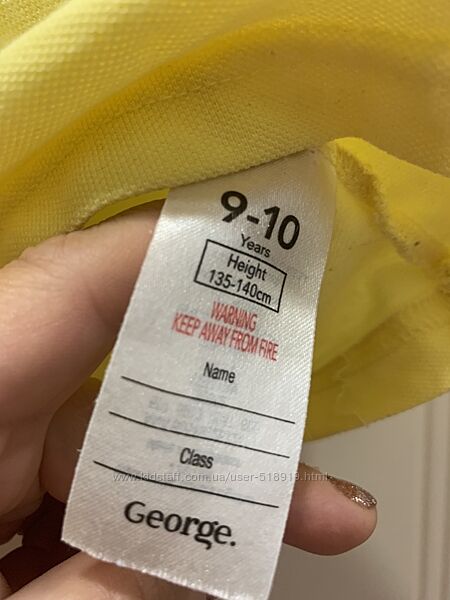 9-10
Years
Height
135-140cm
WARNING
KEEP AWAY FROM FIRE
Name
Class
www.kidstaff.com.ua/user-518919.html
George.